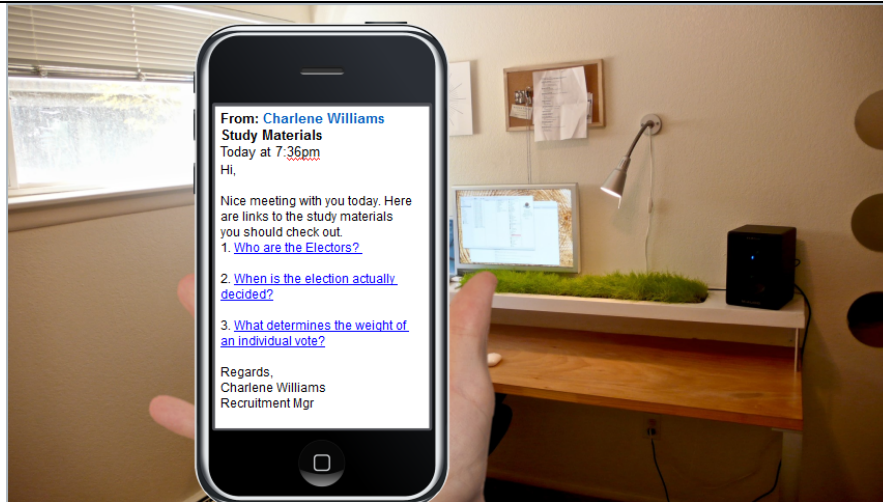 From: Charlene Williams
Study Materials
Today at 7:36pm
Hi,
Nice meeting with you today. Here
are links to the study materials
you should check out.
1. Who are the Electors?
2. When is the election actually
decided?
3. What determines the weight of
an individual vote?
Regards,
Charlene Williams
Recruitment Mgr